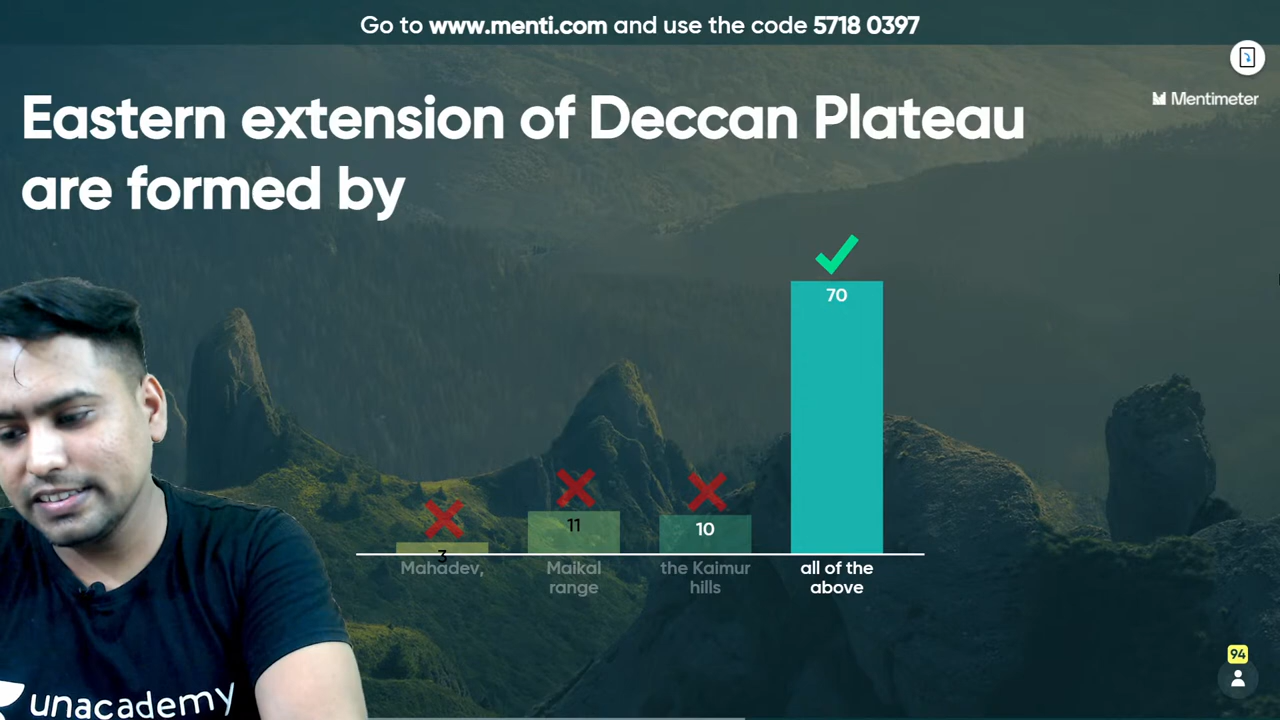 Go to www.menti.com and use the code 5718 0397
Mentimeter
Eastern extension of Deccan Plateau
are formed by
70
11
10
3
Mahadev,
Maikal
range
the Kaimur
hills
all of the
above
94
unacademy